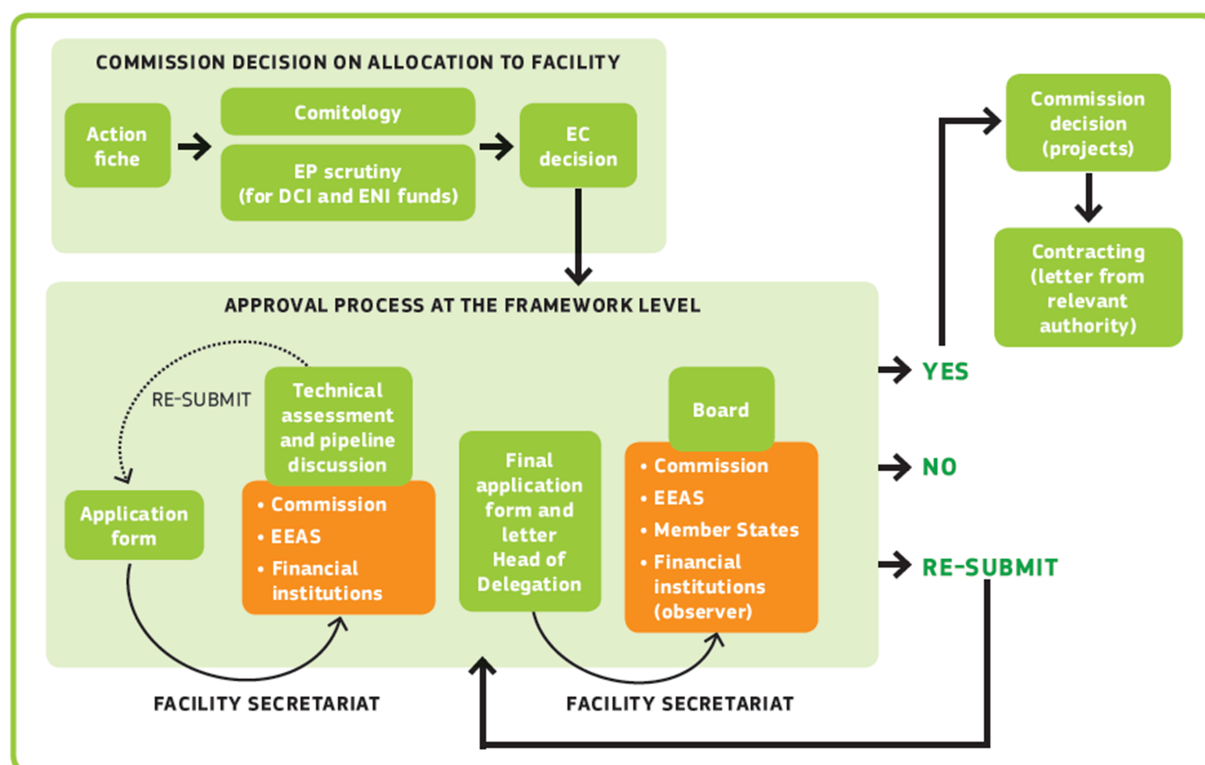 COMMISSION DECISION ON ALLOCATION TO FACILITY
Action
fiche
Comitology
EP scrutiny
(for DCI and ENI funds)
EC
decision
Commission
decision
(projects)
Contracting
(letter from
relevant
authority)
APPROVAL PROCESS AT THE FRAMEWORK LEVEL
RE-SUBMIT
Application
form
Technical
assessment
and pipeline
discussion
• Commission
• EEAS
• Financial
institutions
Final
application
form and
letter
Head of
Delegation
Board
• Commission
• EEAS
• Member States
• Financial
institutions
(observer)
YES
NO
RE-SUBMIT
FACILITY SECRETARIAT
FACILITY SECRETARIAT